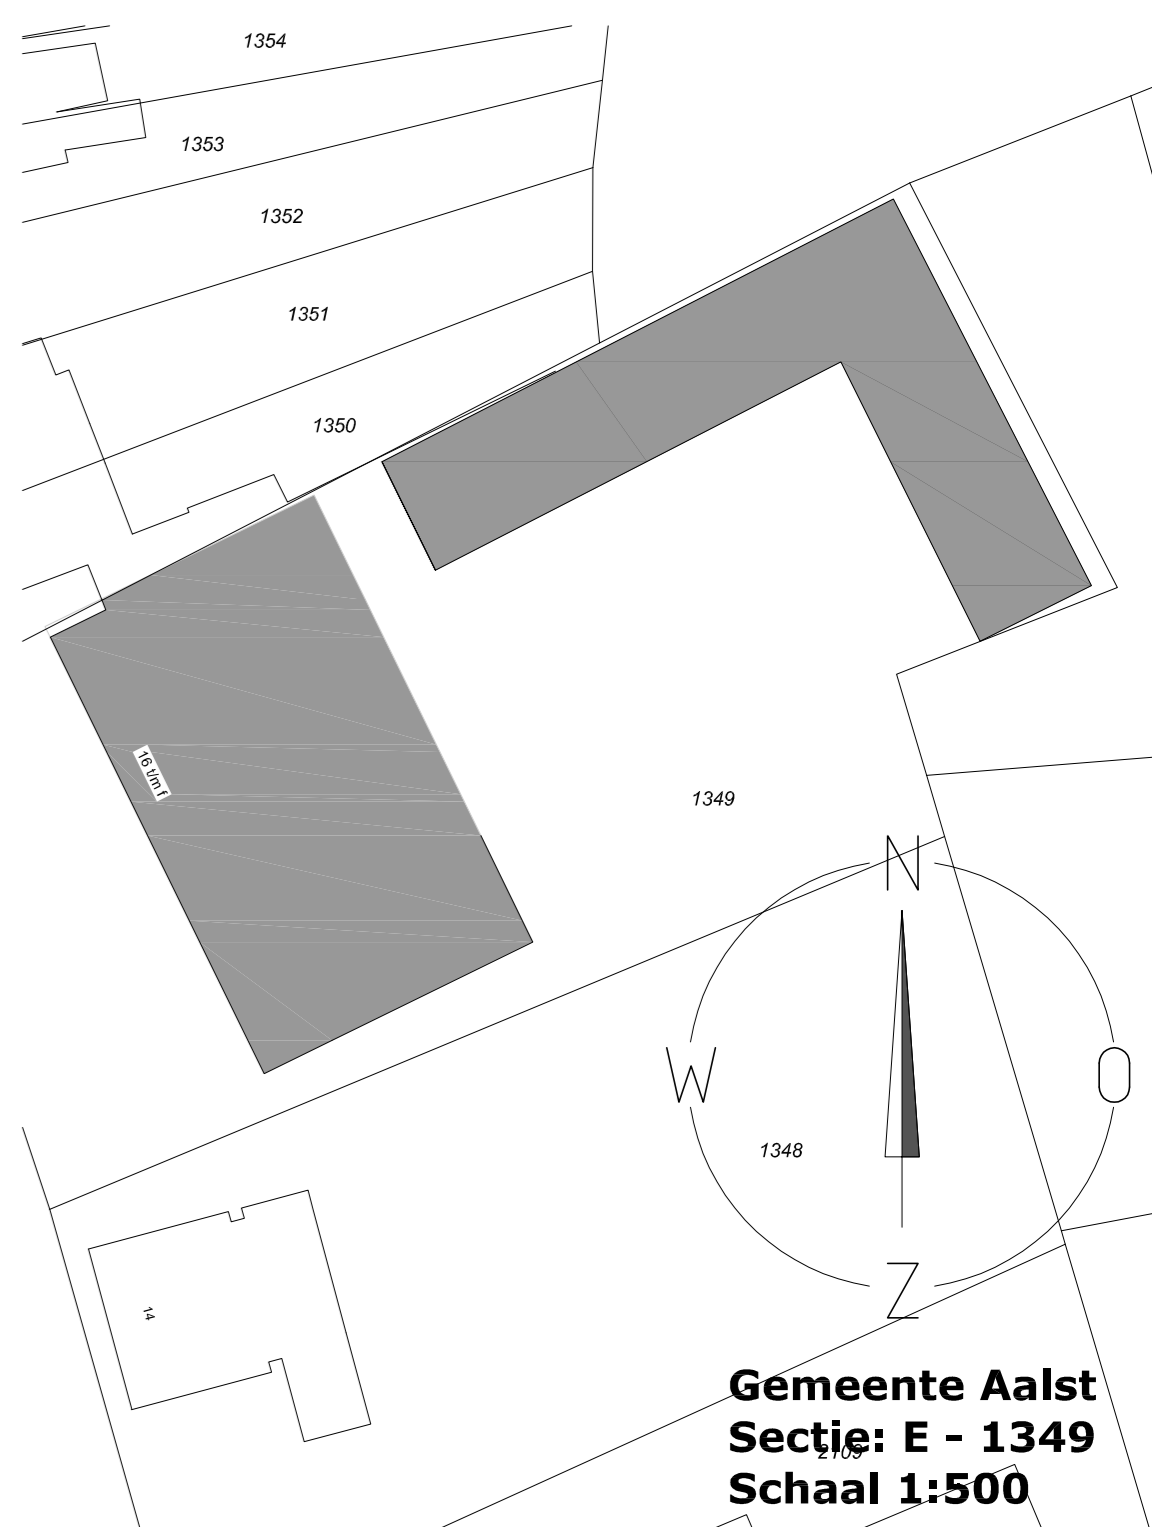 1354
1353
1352
1351
1350
16 t/m f
1349
N
W
O
1348
Z
14
Gemeente Aalst
Sectie: E - 1349
2109
Schaal 1:500